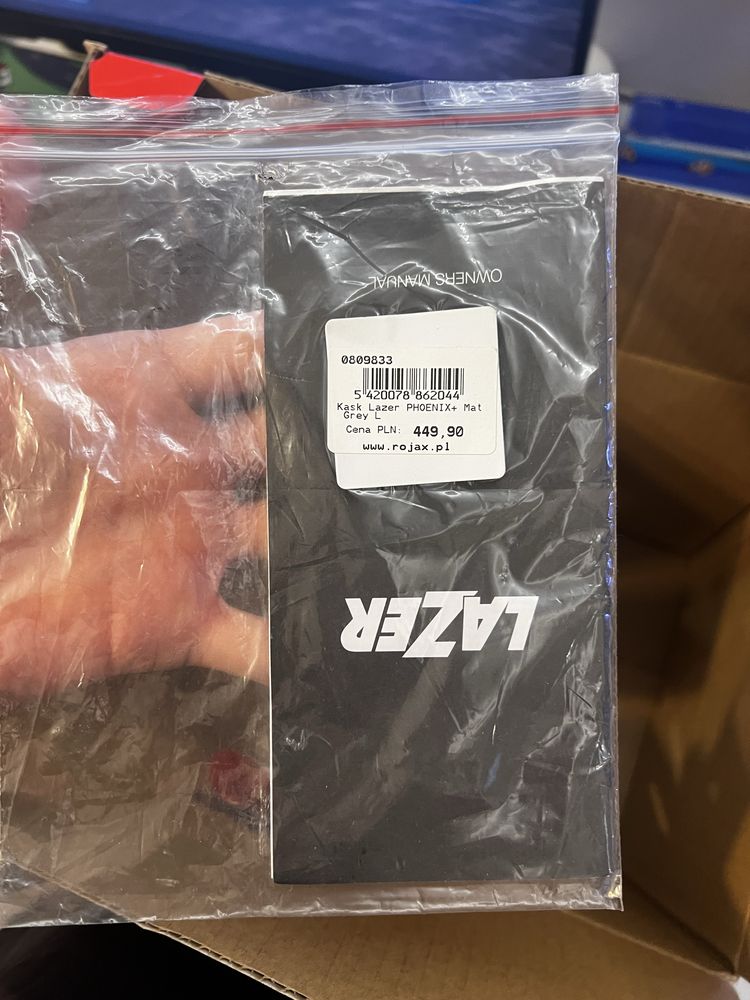 OWNERS MANUAL
0809833
5 420078 862044
Kask Lazer PHOENIX+ Mat
Grey L
Cena PLN: 449,90
www.rojax.pl
LAZER